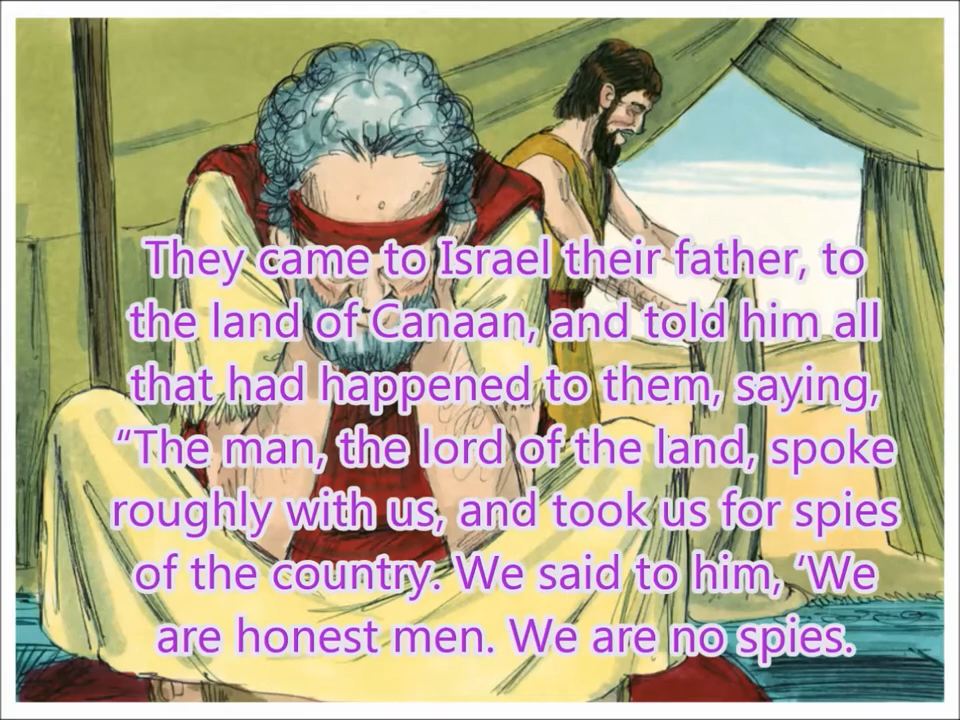 They came to Israel their father, to
the land of Canaan, and told him all
that had happened to them, saying,
“The man, the lord of the land, spoke
roughly with us, and took us for spies
of the country. We said to him, ‘We
are honest men. We are no spies.